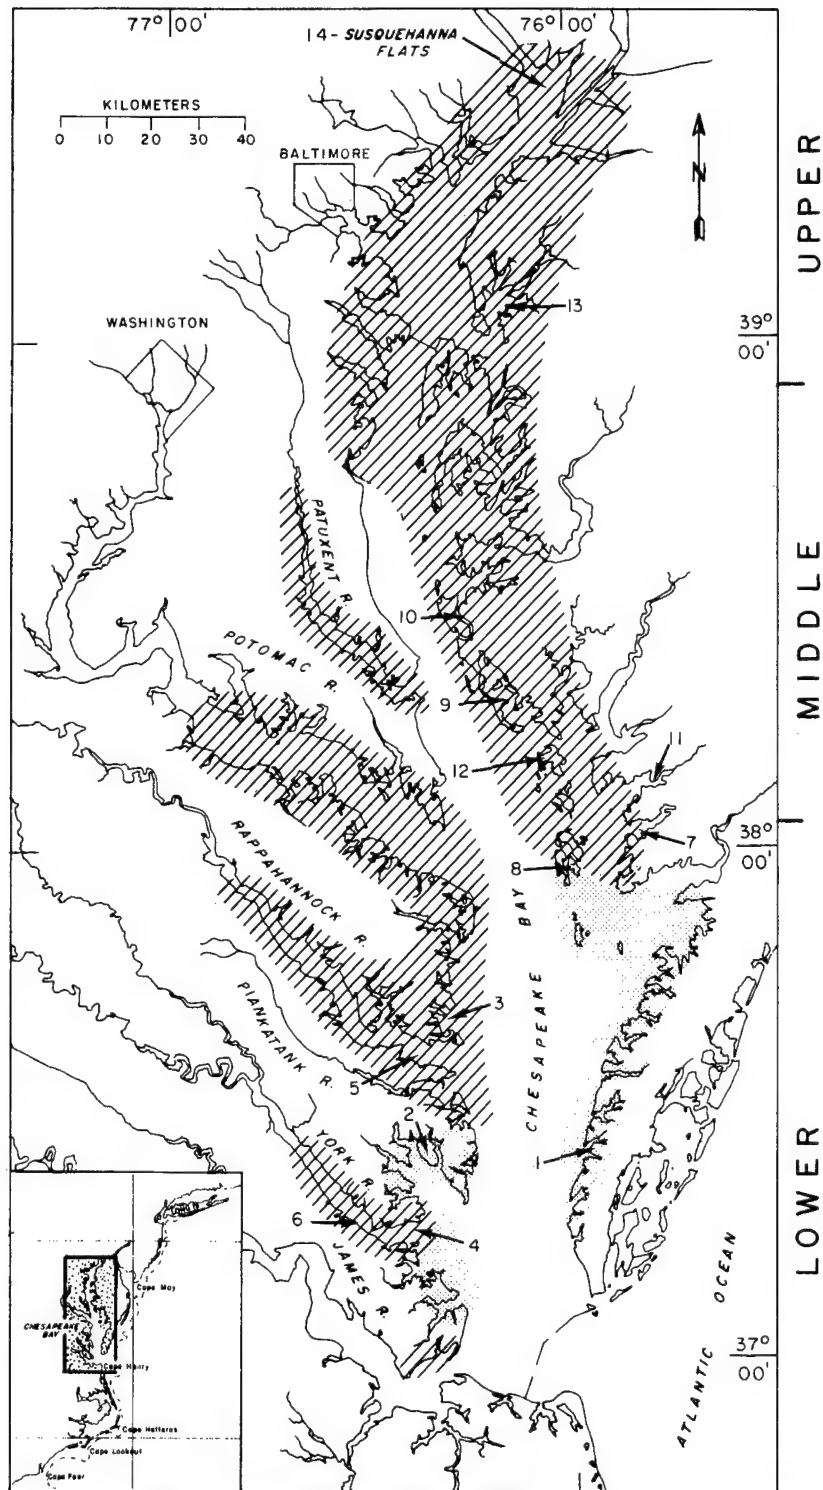 77° 00'
76° 00'
14- SUSQUEHANNA
FLATS
KILOMETERS
0 10 20 30 40
BALTIMORE
N
UPPER
13
WASHINGTON
39°
00'
PATUXENT R.
MIDDLE
10
POTOMAC R.
9
11
12
RAPPAHANNOCK R.
38°
00'
7
8
CHESAPEAKE BAY
3
PIANKATANK R.
5
2
YORK R.
1
LOWER
6
4
JAMES R.
ATLANTIC OCEAN
37°
00'
Cape May
CHESAPEAKE
BAY
Cape Henry
Cape Hatteras
Cape Lookout
Cape Fear